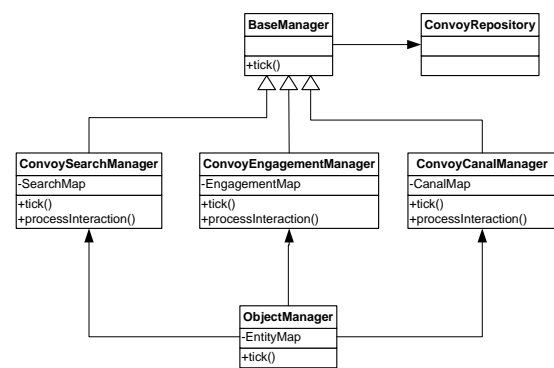 BaseManager
+tick()
ConvoyRepository
ConvoySearchManager
-SearchMap
+tick()
+processInteraction()
ConvoyEngagementManager
-EngagementMap
+tick()
+processInteraction()
ConvoyCanalManager
-CanalMap
+tick()
+processInteraction()
ObjectManager
-EntityMap
+tick()